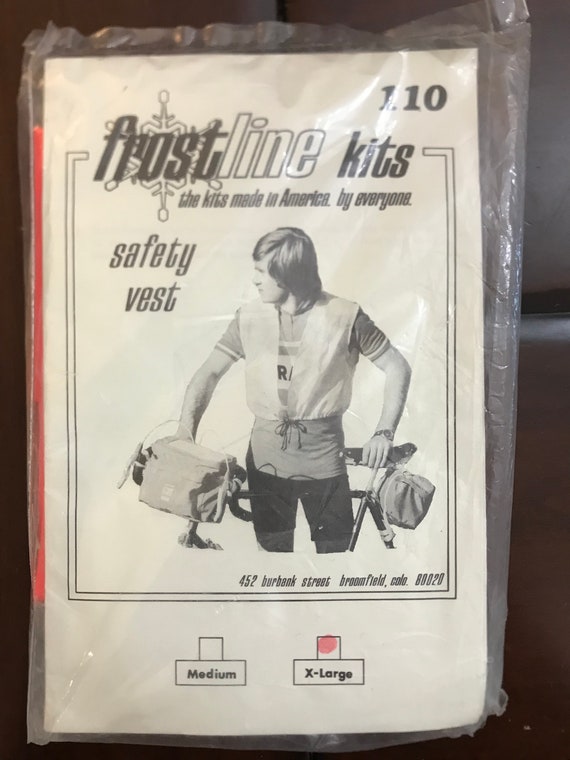 110
frostline kits
the kits made in America. by everyone.
safety
vest
RA
452 burbank street broomfield, colo. 80020
Medium
X-Large